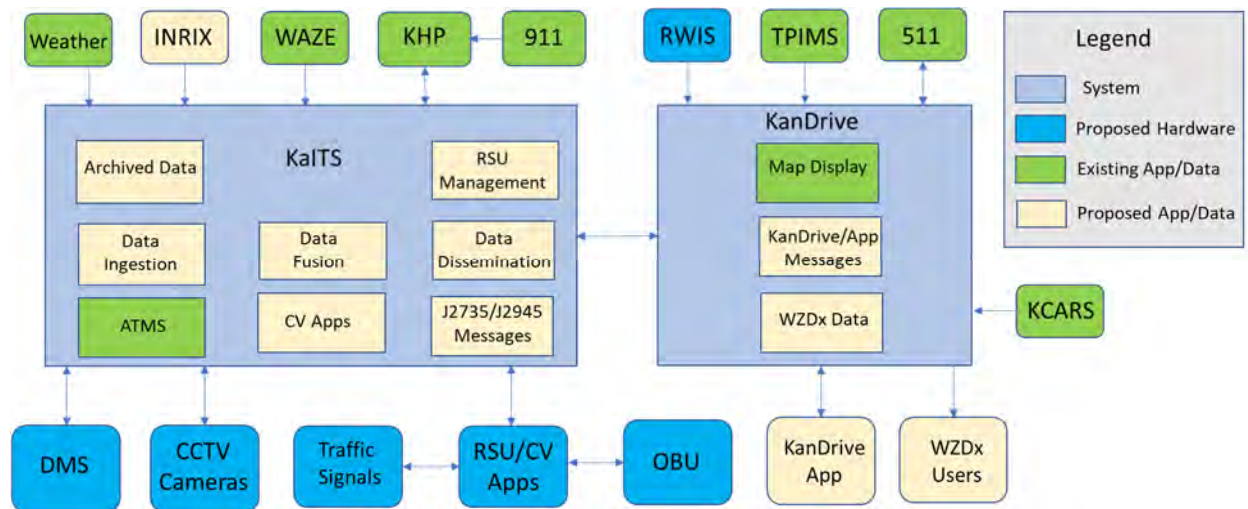 Weather
INRIX
WAZE
KHP
911
RWIS
TPIMS
511
Legend
System
Proposed Hardware
Existing App/Data
Proposed App/Data
KaITS
Archived Data
RSU
Management
Data
Ingestion
Data
Fusion
Data
Dissemination
ATMS
CV Apps
J2735/J2945
Messages
KanDrive
Map Display
KanDrive/App
Messages
WZDx Data
KCARS
DMS
CCTV
Cameras
Traffic
Signals
RSU/CV
Apps
OBU
KanDrive
App
WZDx
Users